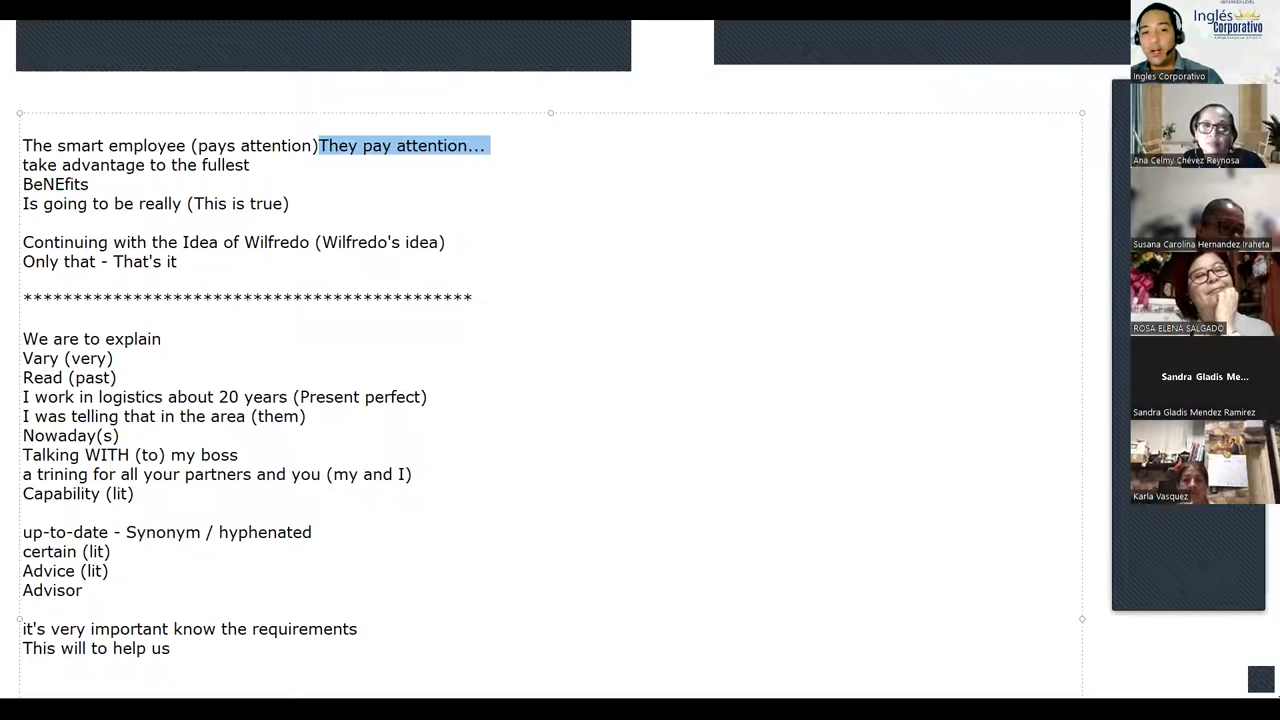 The smart employee (pays attention)They pay attention...
take advantage to the fullest
BeNEfits
Is going to be really (This is true)
Continuing with the Idea of Wilfredo (Wilfredo's idea)
Only that - That's it
********************************************
We are to explain
Vary (very)
Read (past)
I work in logistics about 20 years (Present perfect)
I was telling that in the area (them)
Nowaday(s)
Talking WITH (to) my boss
a trining for all your partners and you (my and I)
Capability (lit)
up-to-date - Synonym / hyphenated
certain (lit)
Advice (lit)
Advisor
it's very important know the requirements
This will to help us
Inglés
Corporativo
Ingles Corporativo
Ana Celmy Chévez Reynosa
Susana Carolina Hernandez Iraheta
ROSA ELENA SALGADO
Sandra Gladis Me...
Sandra Gladis Mendez Ramirez
Karla Vasquez